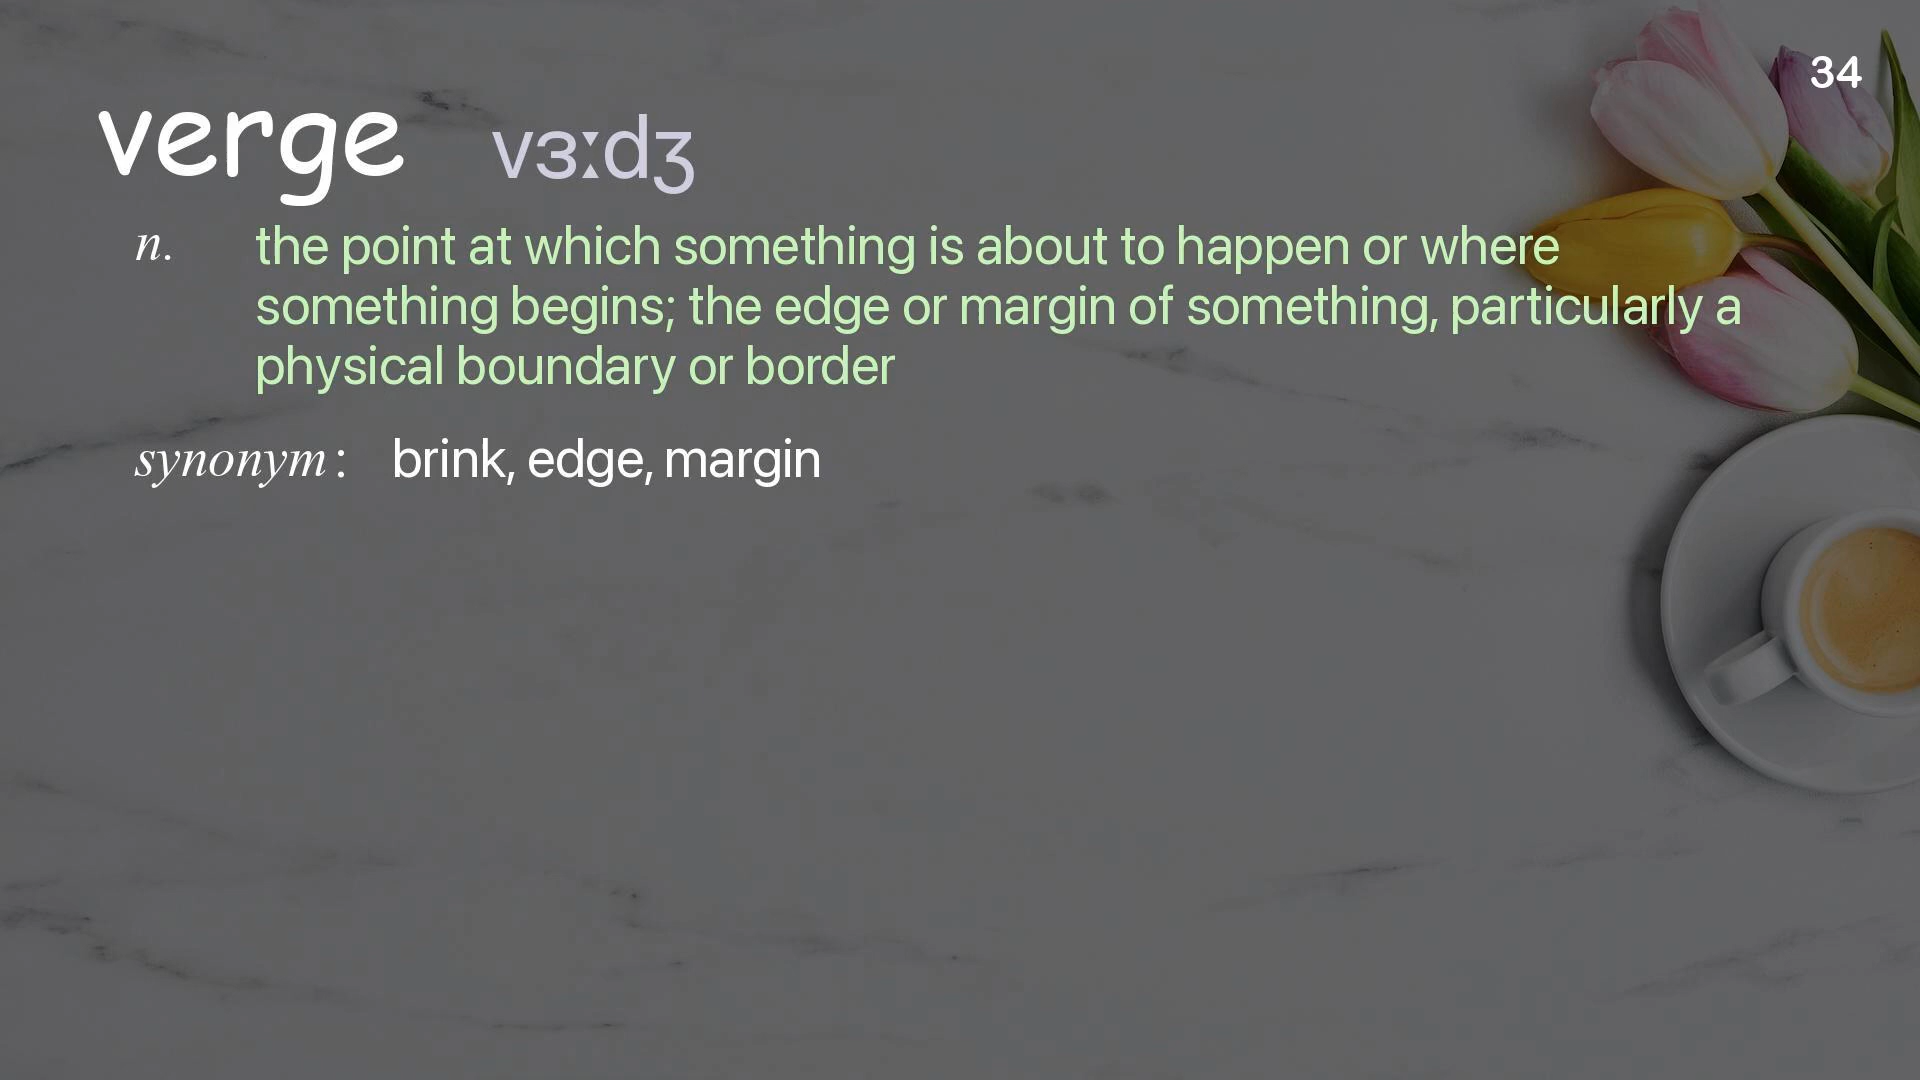 34
verge vɜːdʒ
n. the point at which something is about to happen or where
something begins; the edge or margin of something, particularly a
physical boundary or border
synonym: brink, edge, margin